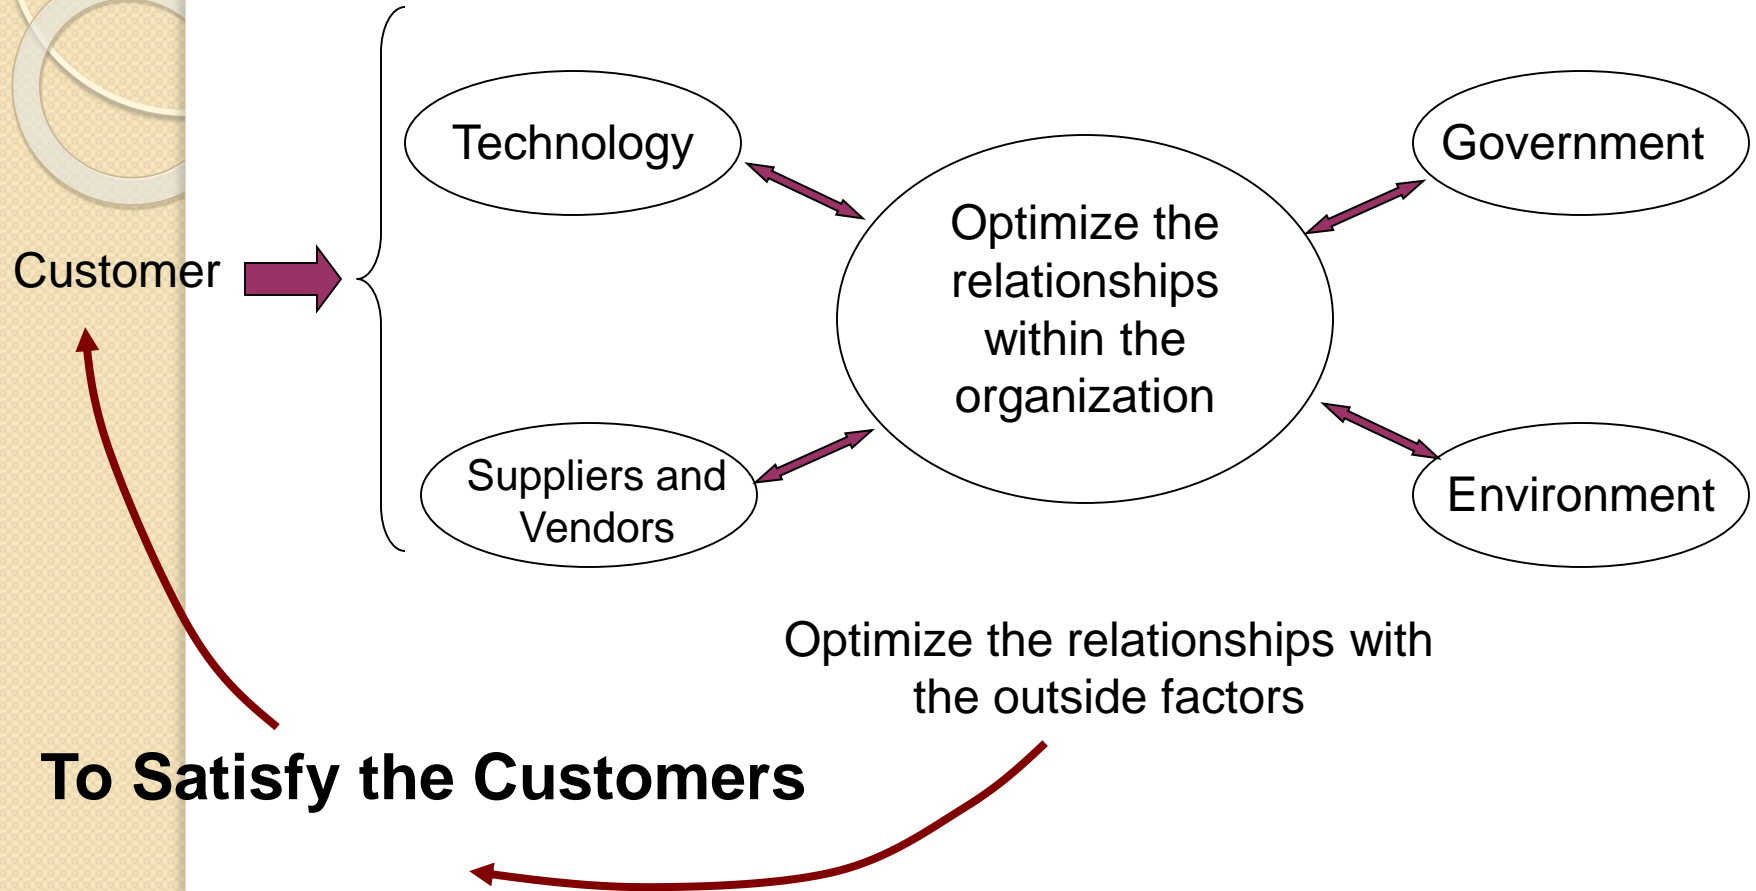 Technology
Government
Optimize the
relationships
within the
organization
Customer
Suppliers and
Vendors
Environment
Optimize the relationships with
the outside factors
To Satisfy the Customers